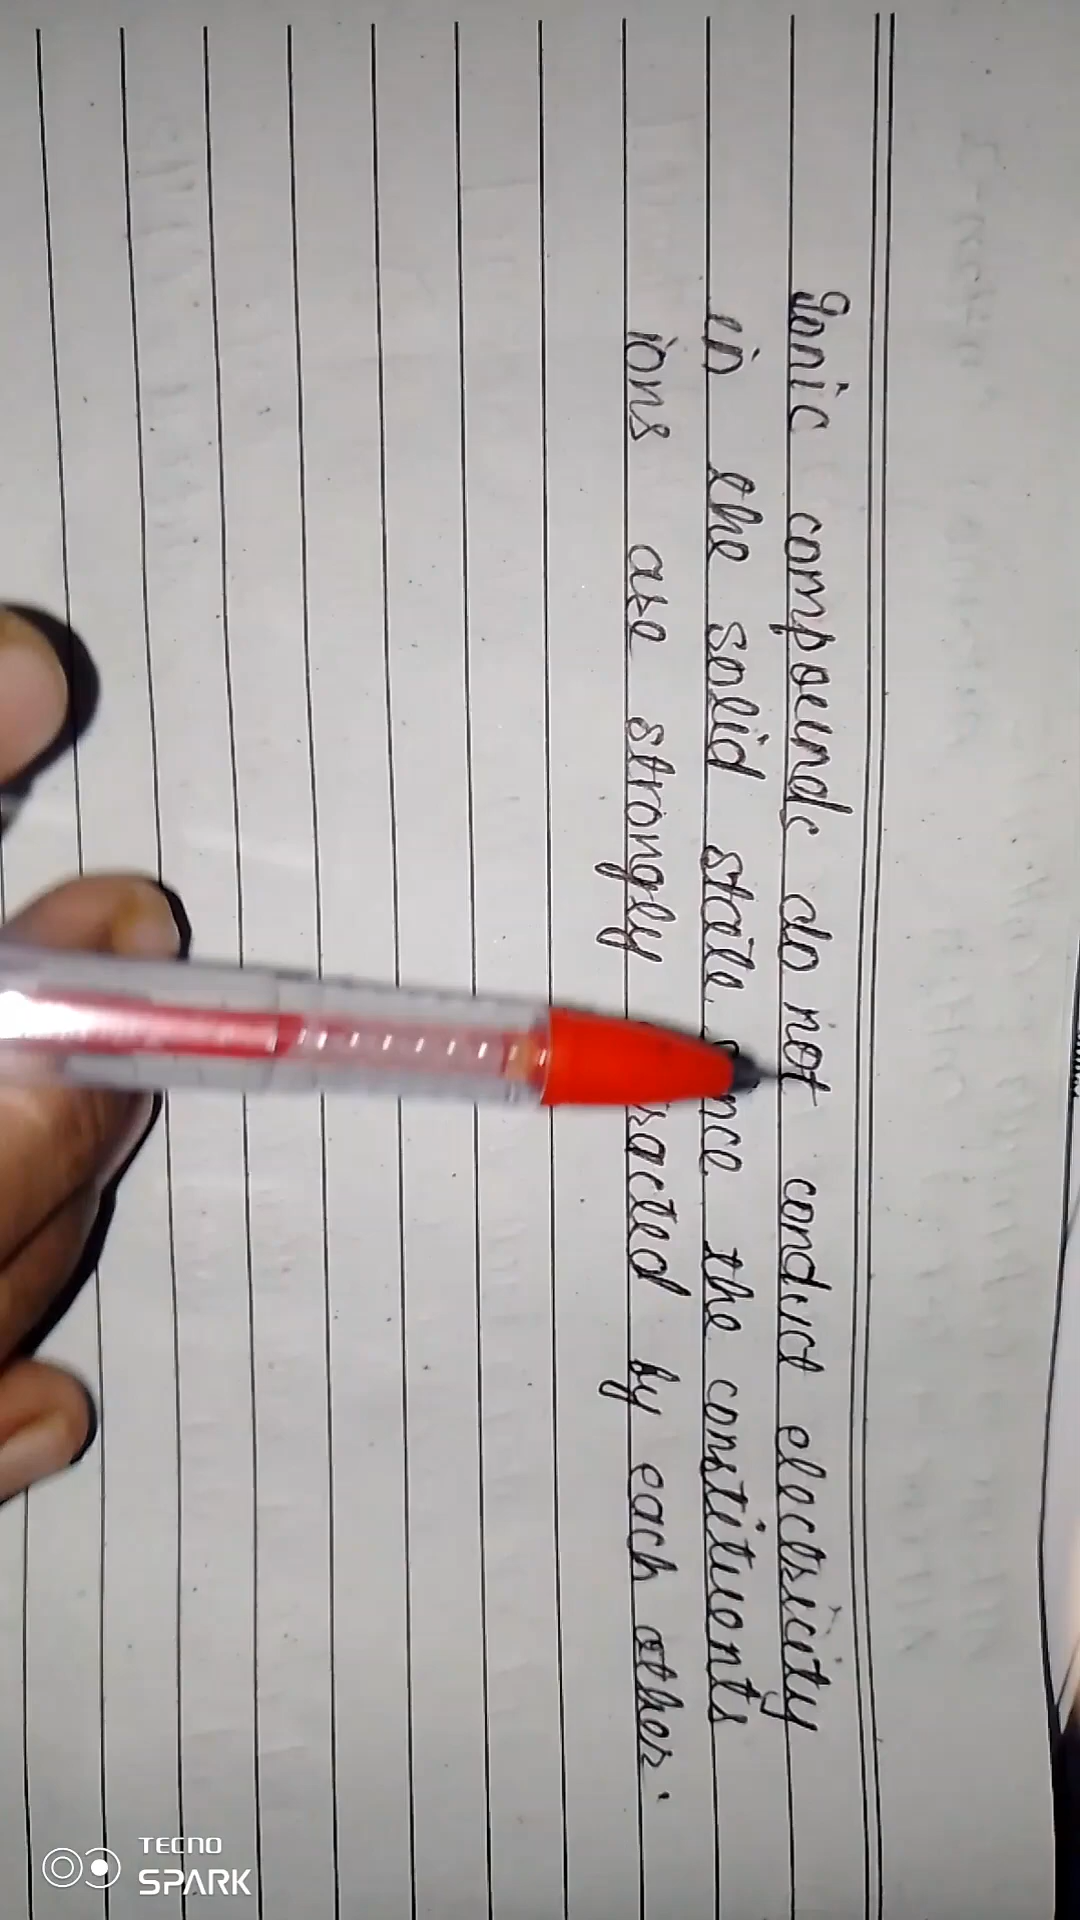 Ionic compounds do not conduct electricity
in the solid state the constituents
ions are strongly by each other.
TECNO
SPARK